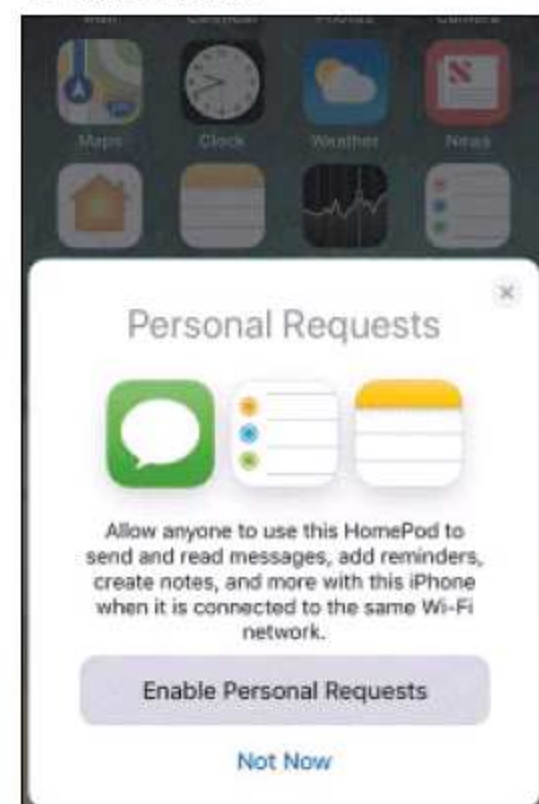 Maps Clock Weather News
Personal Requests
Allow anyone to use this HomePod to
send and read messages, add reminders,
create notes, and more with this iPhone
when it is connected to the same Wi-Fi
network.
Enable Personal Requests
Not Now